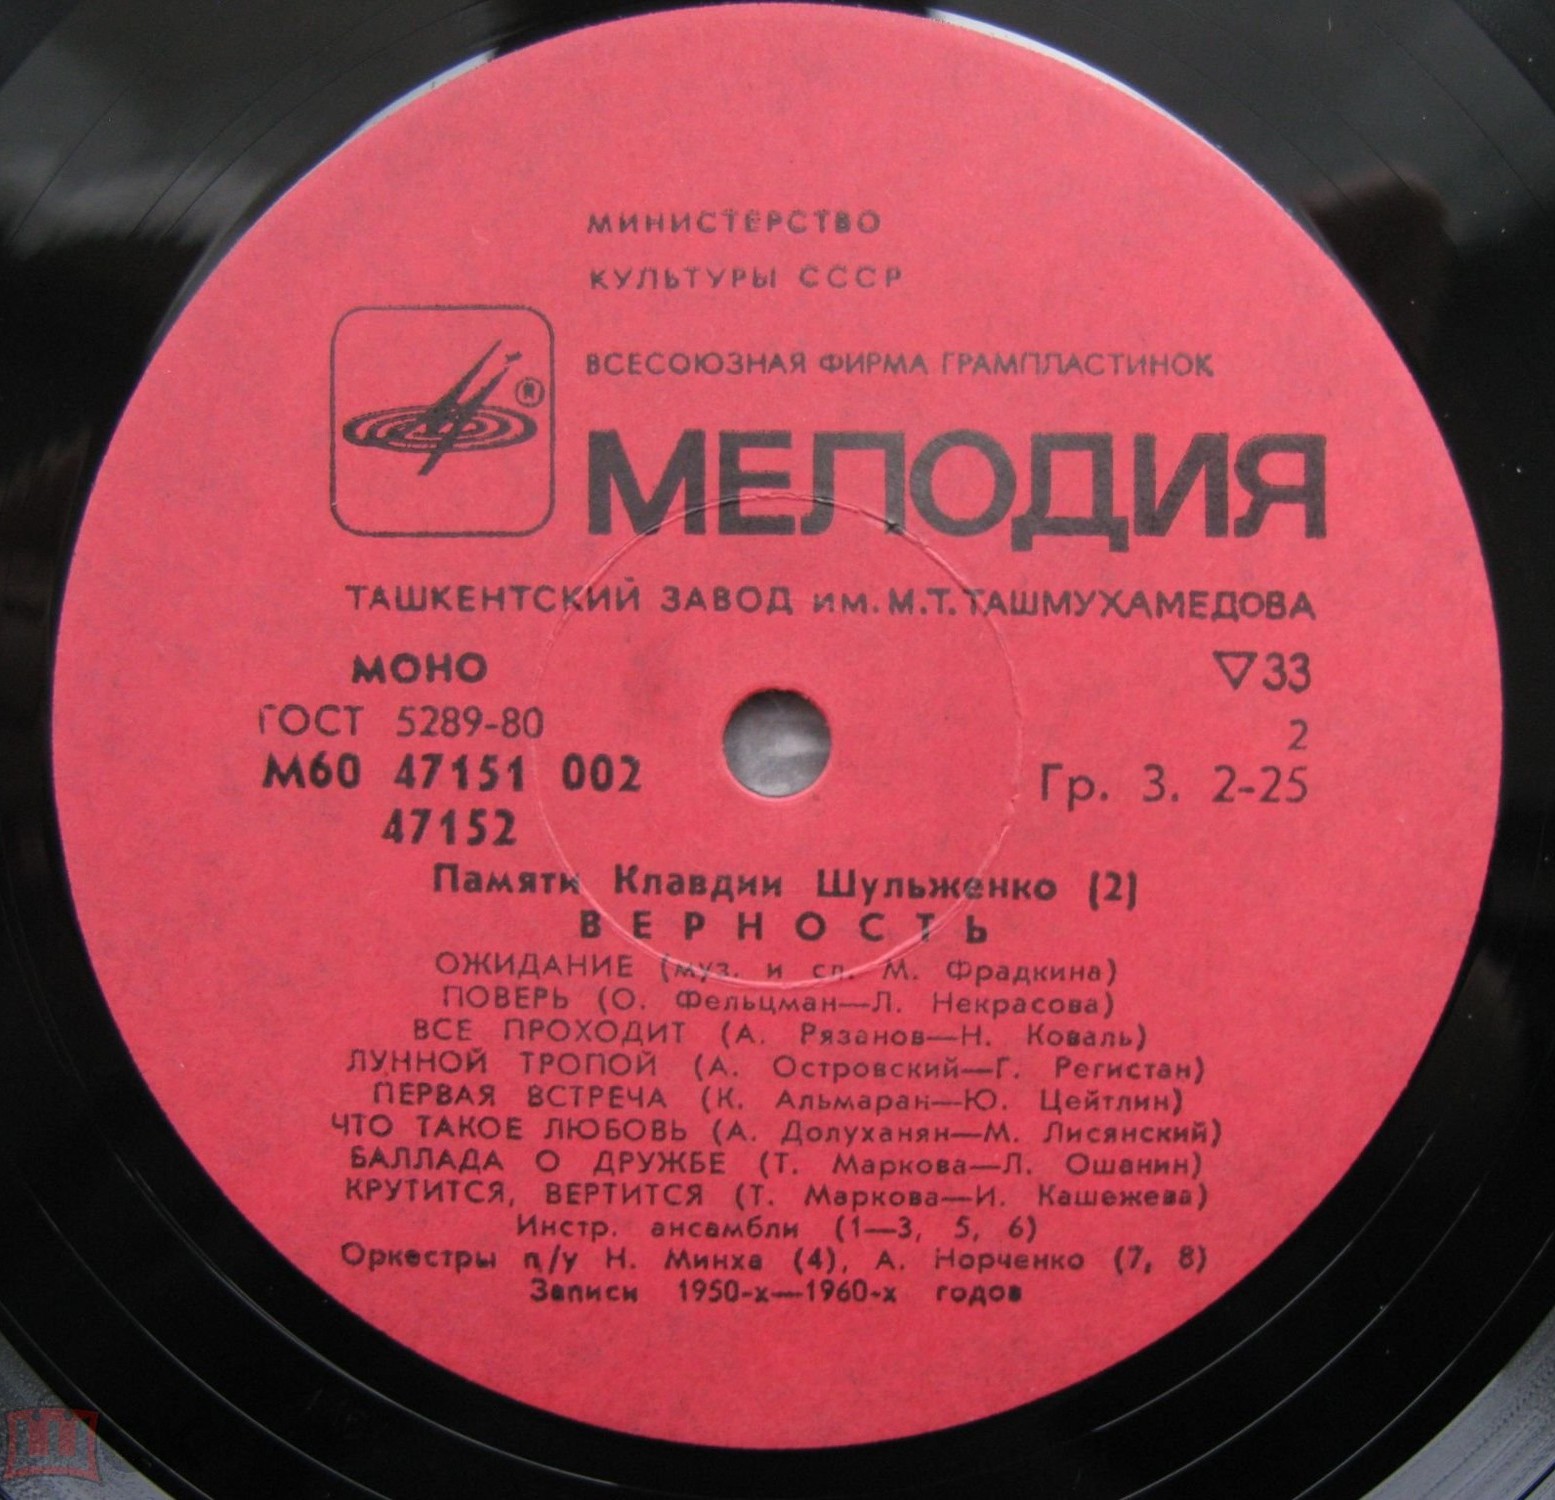 МИНИСТЕРСТВО
КУЛЬТУРЫ СССР
ВСЕСОЮЗНАЯ ФИРМА ГРАМПЛАСТИНОК
®
МЕЛОДИЯ
ТАШКЕНТСКИЙ ЗАВОД ИМ. М.Т. ТАШМУХАМЕДОВА
МОНО ▽33
ГОСТ 5289-80 2
М60 47151 002 Гр. 3. 2-25
47152
Памяти Клавдии Шульженко (2)
ВЕРНОСТЬ
ОЖИДАНИЕ (муз. и сл. М. Фрадкина)
ПОВЕРЬ (О. Фельцман—Л. Некрасова)
ВСЕ ПРОХОДИТ (А. Рязанов—Н. Коваль)
ЛУННОЙ ТРОПОЙ (А. Островский—Г. Регистан)
ПЕРВАЯ ВСТРЕЧА (К. Альмаран—Ю. Цейтлин)
ЧТО ТАКОЕ ЛЮБОВЬ (А. Долуханян—М. Лисянский)
БАЛЛАДА О ДРУЖБЕ (Т. Маркова—Л. Ошанин)
КРУТИТСЯ, ВЕРТИТСЯ (Т. Маркова—И. Кашежева)
Инстр. ансамбли (1—3, 5, 6)
Оркестры п/у Н. Минха (4), А. Норченко (7, 8)
Записи 1950-х—1960-х годов